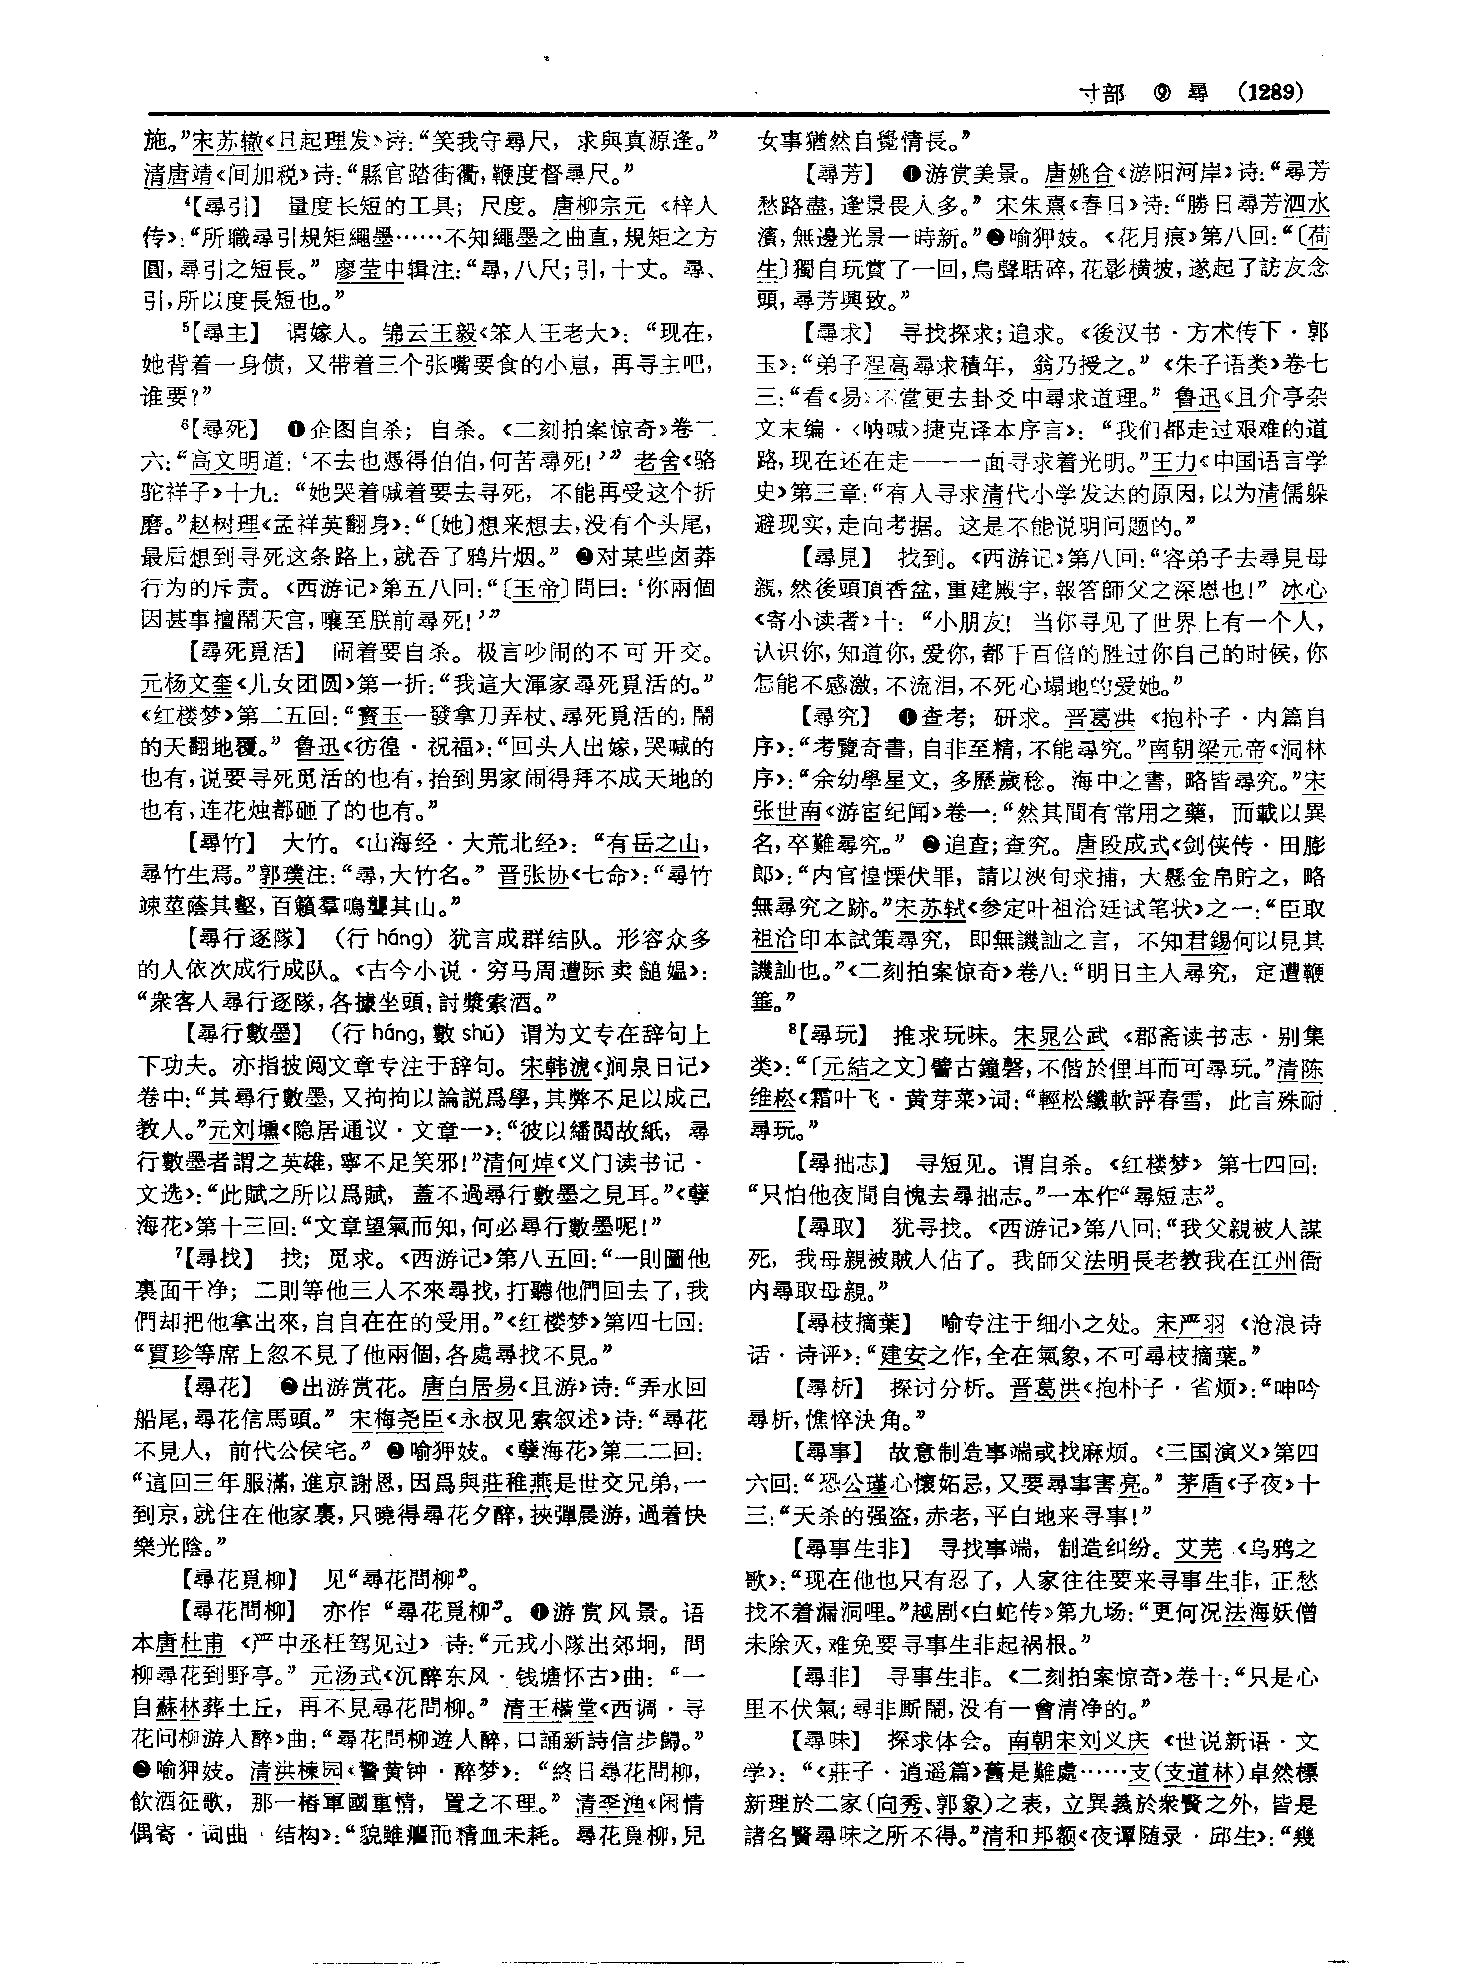 寸部 ⑨ 尋 (1289)
施。”宋苏辙《旦起理发》诗：“笑我守尋尺，求與真源逢。”
清唐靖《间加税》诗：“縣官踏街衢，鞭度督尋尺。”
⁴【尋引】 量度长短的工具；尺度。唐柳宗元《梓人
传》：“所職尋引規矩繩墨……不知繩墨之曲直，規矩之方
圓，尋引之短長。”廖莹中辑注：“尋，八尺；引，十丈。尋、
引，所以度長短也。”
⁵【尋主】 谓嫁人。锦云王毅《笨人王老大》：“现在，
她背着一身债，又带着三个张嘴要食的小崽，再寻主吧，
谁要？”
⁶【尋死】 ❶企图自杀；自杀。《二刻拍案惊奇》卷二
六：“高文明道：‘不去也憑得伯伯，何苦尋死！’”老舍《骆
驼祥子》十九：“她哭着喊着要去寻死，不能再受这个折
磨。”赵树理《孟祥英翻身》：“〔她〕想来想去，没有个头尾，
最后想到寻死这条路上，就吞了鸦片烟。”❷对某些卤莽
行为的斥责。《西游记》第五八回：“〔玉帝〕問曰：‘你兩個
因甚事擅鬧天宫，嚷至朕前尋死！’”
【尋死覓活】 闹着要自杀。极言吵闹的不可开交。
元杨文奎《儿女团圆》第一折：“我這大渾家尋死覓活的。”
《红楼梦》第二五回：“寳玉一發拿刀弄杖、尋死覓活的，鬧
的天翻地覆。”鲁迅《彷徨·祝福》：“回头人出嫁，哭喊的
也有，说要寻死觅活的也有，抬到男家闹得拜不成天地的
也有，连花烛都砸了的也有。”
【尋竹】 大竹。《山海经·大荒北经》：“有岳之山，
尋竹生焉。”郭璞注：“尋，大竹名。”晋张协《七命》：“尋竹
竦莖蔭其壑，百籟羣鳴聾其山。”
【尋行逐隊】 （行 háng）犹言成群结队。形容众多
的人依次成行成队。《古今小说·穷马周遭际卖䭔媪》：
“衆客人尋行逐隊，各據坐頭，討漿索酒。”
【尋行數墨】 （行 háng，數 shǔ）谓为文专在辞句上
下功夫。亦指披阅文章专注于辞句。宋韩淲《涧泉日记》
卷中：“其尋行數墨，又拘拘以論説爲學，其弊不足以成己
教人。”元刘壎《隐居通议·文章一》：“彼以繙閲故紙，尋
行數墨者謂之英雄，寧不足笑邪！”清何焯《义门读书记·
文选》：“此賦之所以爲賦，蓋不過尋行數墨之見耳。”《孽
海花》第十三回：“文章望氣而知，何必尋行數墨呢！”
⁷【尋找】 找；觅求。《西游记》第八五回：“一則圖他
裏面干净；二則等他三人不來尋找，打聽他們回去了，我
們却把他拿出來，自自在在的受用。”《红楼梦》第四七回：
“賈珍等席上忽不見了他兩個，各處尋找不見。”
【尋花】 ❷出游赏花。唐白居易《且游》诗：“弄水回
船尾，尋花信馬頭。”宋梅尧臣《永叔见索叙述》诗：“尋花
不見人，前代公侯宅。”❷喻狎妓。《孽海花》第二二回：
“這回三年服滿，進京謝恩，因爲與莊稚燕是世交兄弟，一
到京，就住在他家裏，只曉得尋花夕醉，挾彈晨游，過着快
樂光陰。”
【尋花覓柳】 见“尋花問柳”。
【尋花問柳】 亦作“尋花覓柳”。❶游赏风景。语
本唐杜甫《严中丞枉驾见过》诗：“元戎小隊出郊坰，問
柳尋花到野亭。”元汤式《沉醉东风·钱塘怀古》曲：“一
自蘇林葬土丘，再不見尋花問柳。”清王楷堂《西调·寻
花问柳游人醉》曲：“尋花問柳遊人醉，口誦新詩信步歸。”
❷喻狎妓。清洪楝园《警黄钟·醉梦》：“終日尋花問柳，
飲酒征歌，那一樁軍國重情，置之不理。”清李渔《闲情
偶寄·词曲·结构》：“貌雖癯而精血未耗。尋花覓柳，兒
女事猶然自覺情長。”
【尋芳】 ❶游赏美景。唐姚合《游阳河岸》诗：“尋芳
愁路盡，逢景畏人多。”宋朱熹《春日》诗：“勝日尋芳泗水
濱，無邊光景一時新。”❷喻狎妓。《花月痕》第八回：“〔荷
生〕獨自玩賞了一回，鳥聲聒碎，花影横披，遂起了訪友念
頭，尋芳興致。”
【尋求】 寻找探求；追求。《後汉书·方术传下·郭
玉》：“弟子程高尋求積年，翁乃授之。”《朱子语类》卷七
三：“看《易》不當更去卦爻中尋求道理。”鲁迅《且介亭杂
文末编·〈呐喊〉捷克译本序言》：“我们都走过艰难的道
路，现在还在走——一面寻求着光明。”王力《中国语言学
史》第三章：“有人寻求清代小学发达的原因，以为清儒躲
避现实，走向考据。这是不能说明问题的。”
【尋見】 找到。《西游记》第八回：“容弟子去尋見母
親，然後頭頂香盆，重建殿宇，報答師父之深恩也！”冰心
《寄小读者》十：“小朋友！当你寻见了世界上有一个人，
认识你，知道你，爱你，都千百倍的胜过你自己的时候，你
怎能不感激，不流泪，不死心塌地的爱她。”
【尋究】 ❶查考；研求。晋葛洪《抱朴子·内篇自
序》：“考覽奇書，自非至精，不能尋究。”南朝梁元帝《洞林
序》：“余幼學星文，多歷歲稔。海中之書，略皆尋究。”宋
张世南《游宦纪闻》卷一：“然其間有常用之藥，而載以異
名，卒難尋究。”❷追查；查究。唐段成式《剑侠传·田膨
郎》：“内官惶慄伏罪，請以浹旬求捕，大懸金帛貯之，略
無尋究之跡。”宋苏轼《参定叶祖洽廷试笔状》之一：“臣取
祖洽印本試策尋究，即無譏訕之言，不知君錫何以見其
譏訕也。”《二刻拍案惊奇》卷八：“明日主人尋究，定遭鞭
箠。”
⁸【尋玩】 推求玩味。宋晁公武《郡斋读书志·别集
类》：“〔元結之文〕譬古鐘磬，不偕於俚耳而可尋玩。”清陈
维崧《霜叶飞·黄芽菜》词：“輕松纖軟評春雪，此言殊耐
尋玩。”
【尋拙志】 寻短见。谓自杀。《红楼梦》第七四回：
“只怕他夜間自愧去尋拙志。”一本作“尋短志”。
【尋取】 犹寻找。《西游记》第八回：“我父親被人謀
死，我母親被賊人佔了。我師父法明長老教我在江州衙
内尋取母親。”
【尋枝摘葉】 喻专注于细小之处。宋严羽《沧浪诗
话·诗评》：“建安之作，全在氣象，不可尋枝摘葉。”
【尋析】 探讨分析。晋葛洪《抱朴子·省烦》：“呻吟
尋析，憔悴決角。”
【尋事】 故意制造事端或找麻烦。《三国演义》第四
六回：“恐公瑾心懷妬忌，又要尋事害亮。”茅盾《子夜》十
三：“天杀的强盗，赤老，平白地来寻事！”
【尋事生非】 寻找事端，制造纠纷。艾芜《乌鸦之
歌》：“现在他也只有忍了，人家往往要来寻事生非，正愁
找不着漏洞哩。”越剧《白蛇传》第九场：“更何况法海妖僧
未除灭，难免要寻事生非起祸根。”
【尋非】 寻事生非。《二刻拍案惊奇》卷十：“只是心
里不伏氣；尋非厮鬧，没有一會清净的。”
【尋味】 探求体会。南朝宋刘义庆《世说新语·文
学》：“《莊子·逍遥篇》舊是難處……支（支道林）卓然標
新理於二家（向秀、郭象）之表，立異義於衆賢之外，皆是
諸名賢尋味之所不得。”清和邦额《夜谭随录·邱生》：“幾